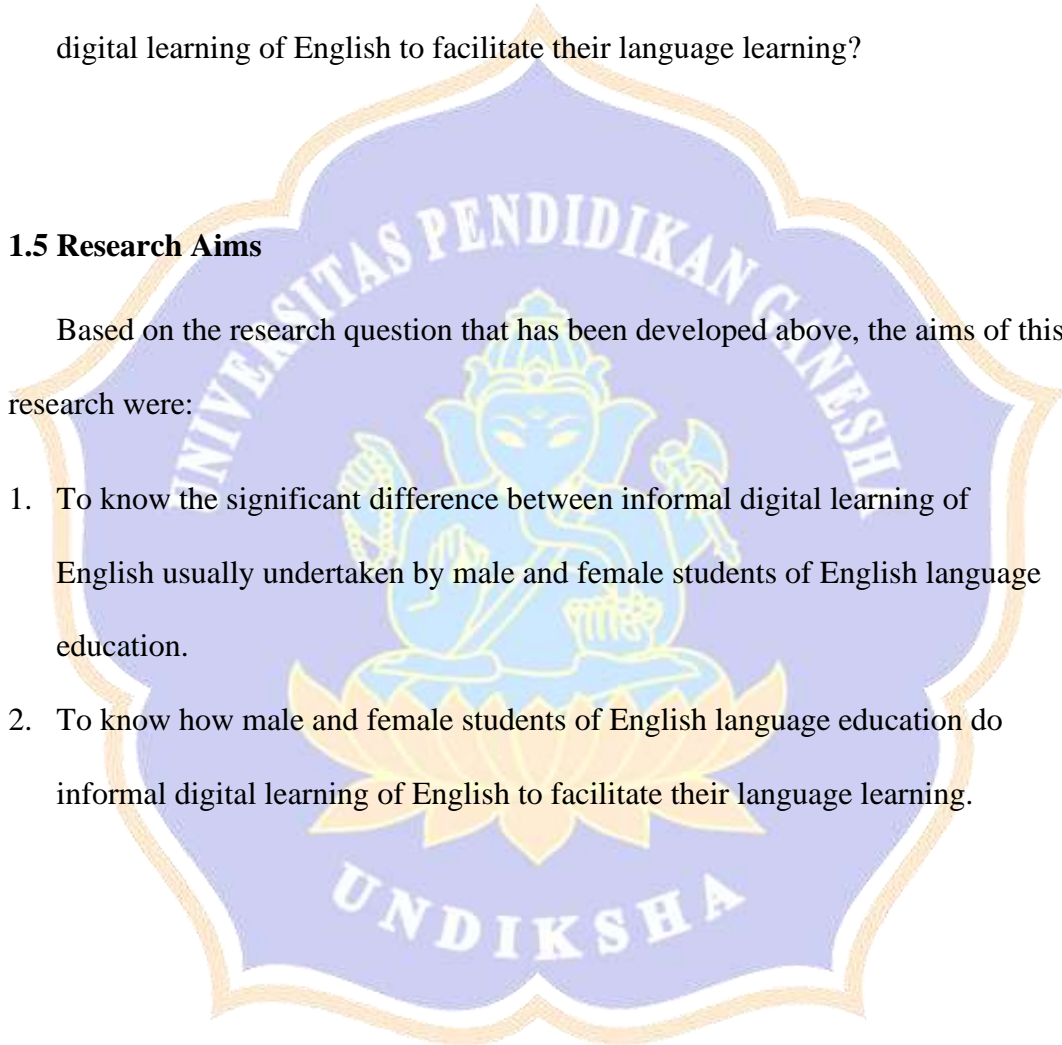 digital learning of English to facilitate their language learning?
1.5 Research Aims
Based on the research question that has been developed above, the aims of this
research were:
1. To know the significant difference between informal digital learning of
English usually undertaken by male and female students of English language
education.
2. To know how male and female students of English language education do
informal digital learning of English to facilitate their language learning.
UNIVERSITAS PENDIDIKAN GANESHA
UNDIKSHA